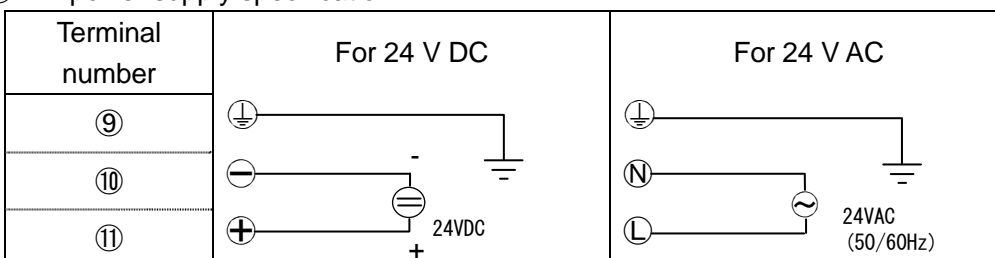 Terminal number
For 24 V DC
For 24 V AC
⑨
⑩
-
N
⑪
+
24VDC
+
L
24VAC
(50/60Hz)